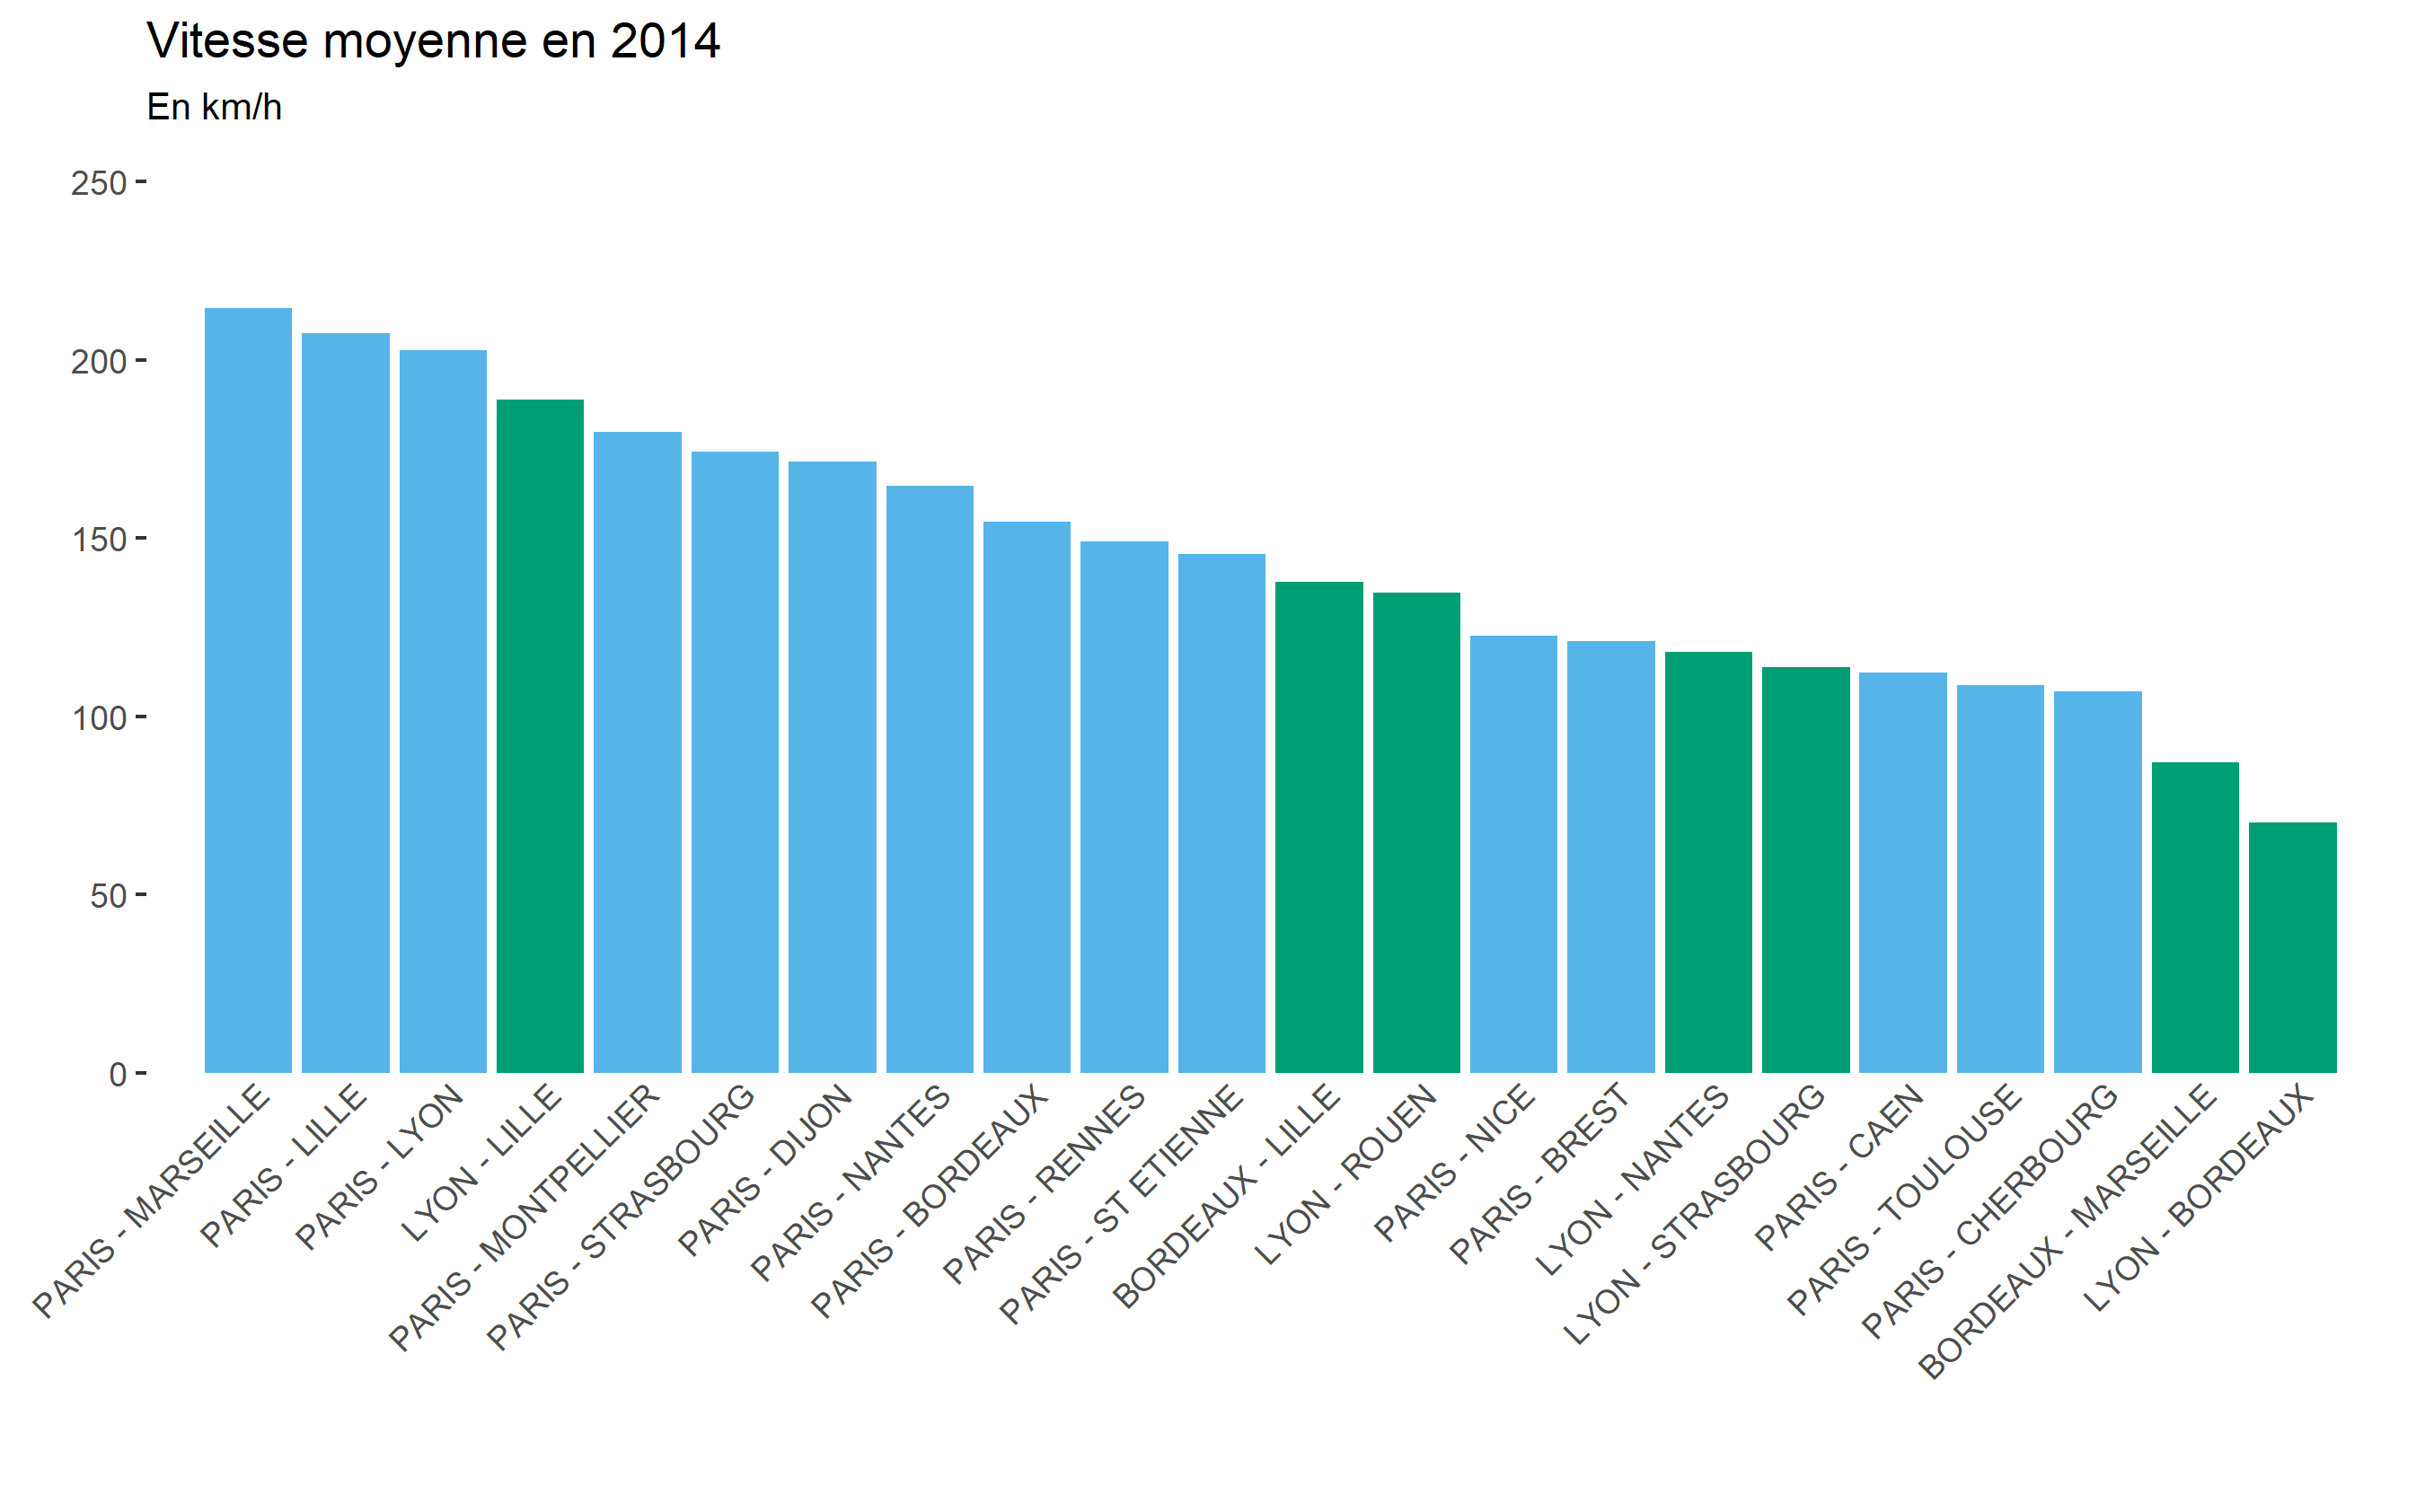 Vitesse moyenne en 2014
En km/h
250
200
150
100
50
0
PARIS - MARSEILLE
PARIS - LILLE
PARIS - LYON
LYON - LILLE
PARIS - MONTPELLIER
PARIS - STRASBOURG
PARIS - DIJON
PARIS - NANTES
PARIS - BORDEAUX
PARIS - RENNES
PARIS - ST ETIENNE
BORDEAUX - LILLE
LYON - ROUEN
PARIS - NICE
PARIS - BREST
LYON - NANTES
LYON - STRASBOURG
PARIS - CAEN
PARIS - TOULOUSE
PARIS - CHERBOURG
BORDEAUX - MARSEILLE
LYON - BORDEAUX